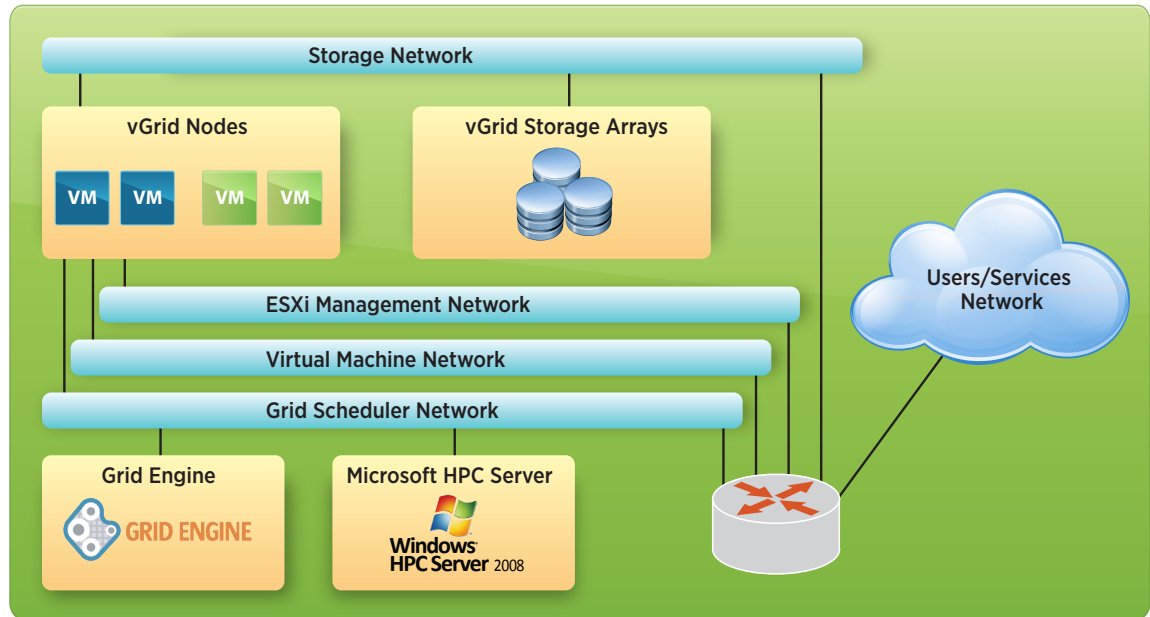 Storage Network
vGrid Nodes
vGrid Storage Arrays
VM
VM
VM
VM
Users/Services
Network
ESXi Management Network
Virtual Machine Network
Grid Scheduler Network
Grid Engine
GRID ENGINE
Microsoft HPC Server
Windows
HPC Server 2008